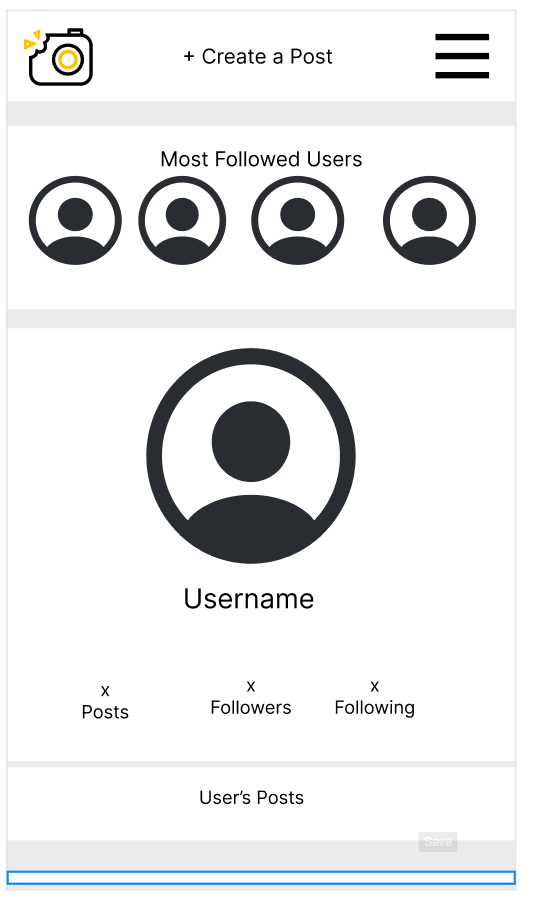 + Create a Post
Most Followed Users
Username
x
Posts
x
Followers
x
Following
User's Posts
Save